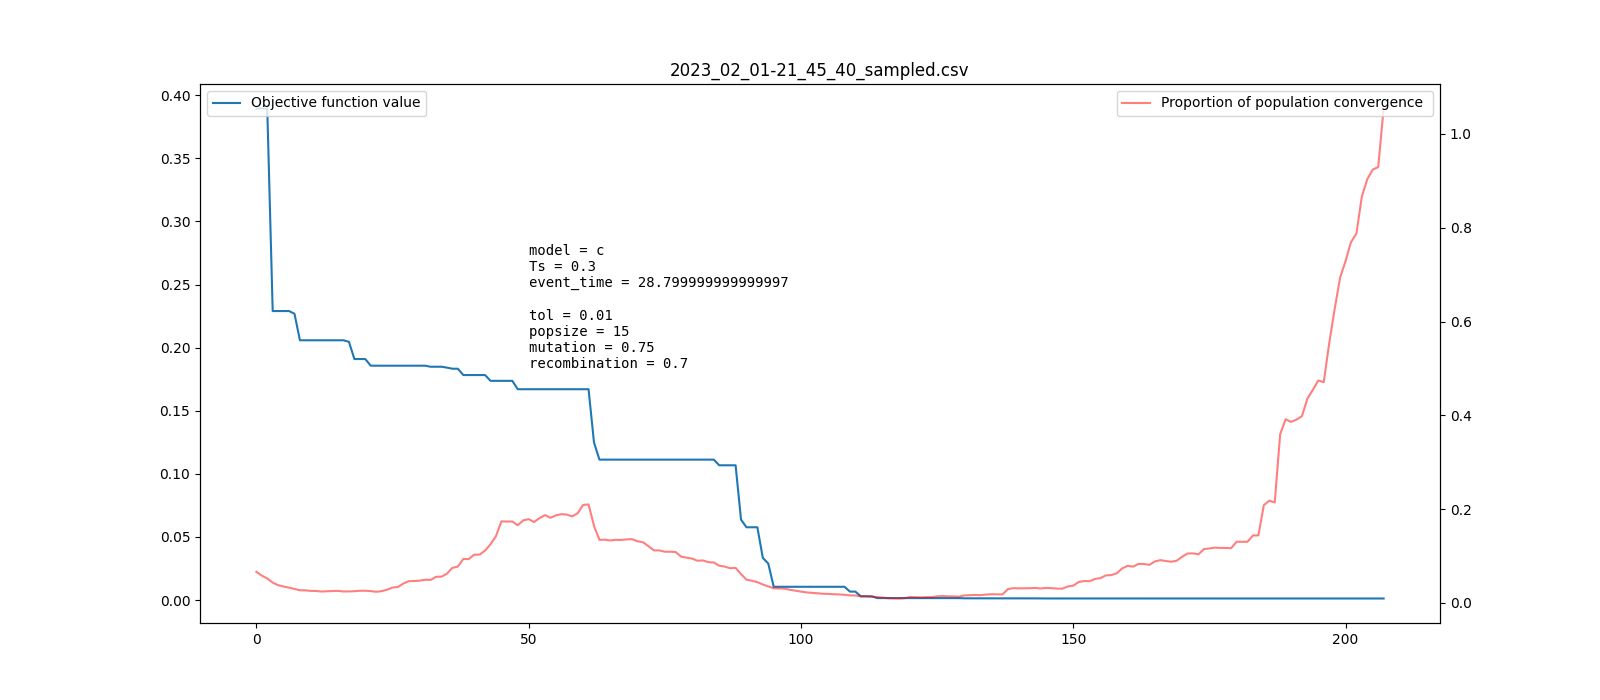 2023_02_01-21_45_40_sampled.csv
Objective function value
Proportion of population convergence
0.40
0.35
0.30
0.25
0.20
0.15
0.10
0.05
0.00
model = c
Ts = 0.3
event_time = 28.799999999999997
tol = 0.01
popsize = 15
mutation = 0.75
recombination = 0.7
1.0
0.8
0.6
0.4
0.2
0.0
0
50
100
150
200